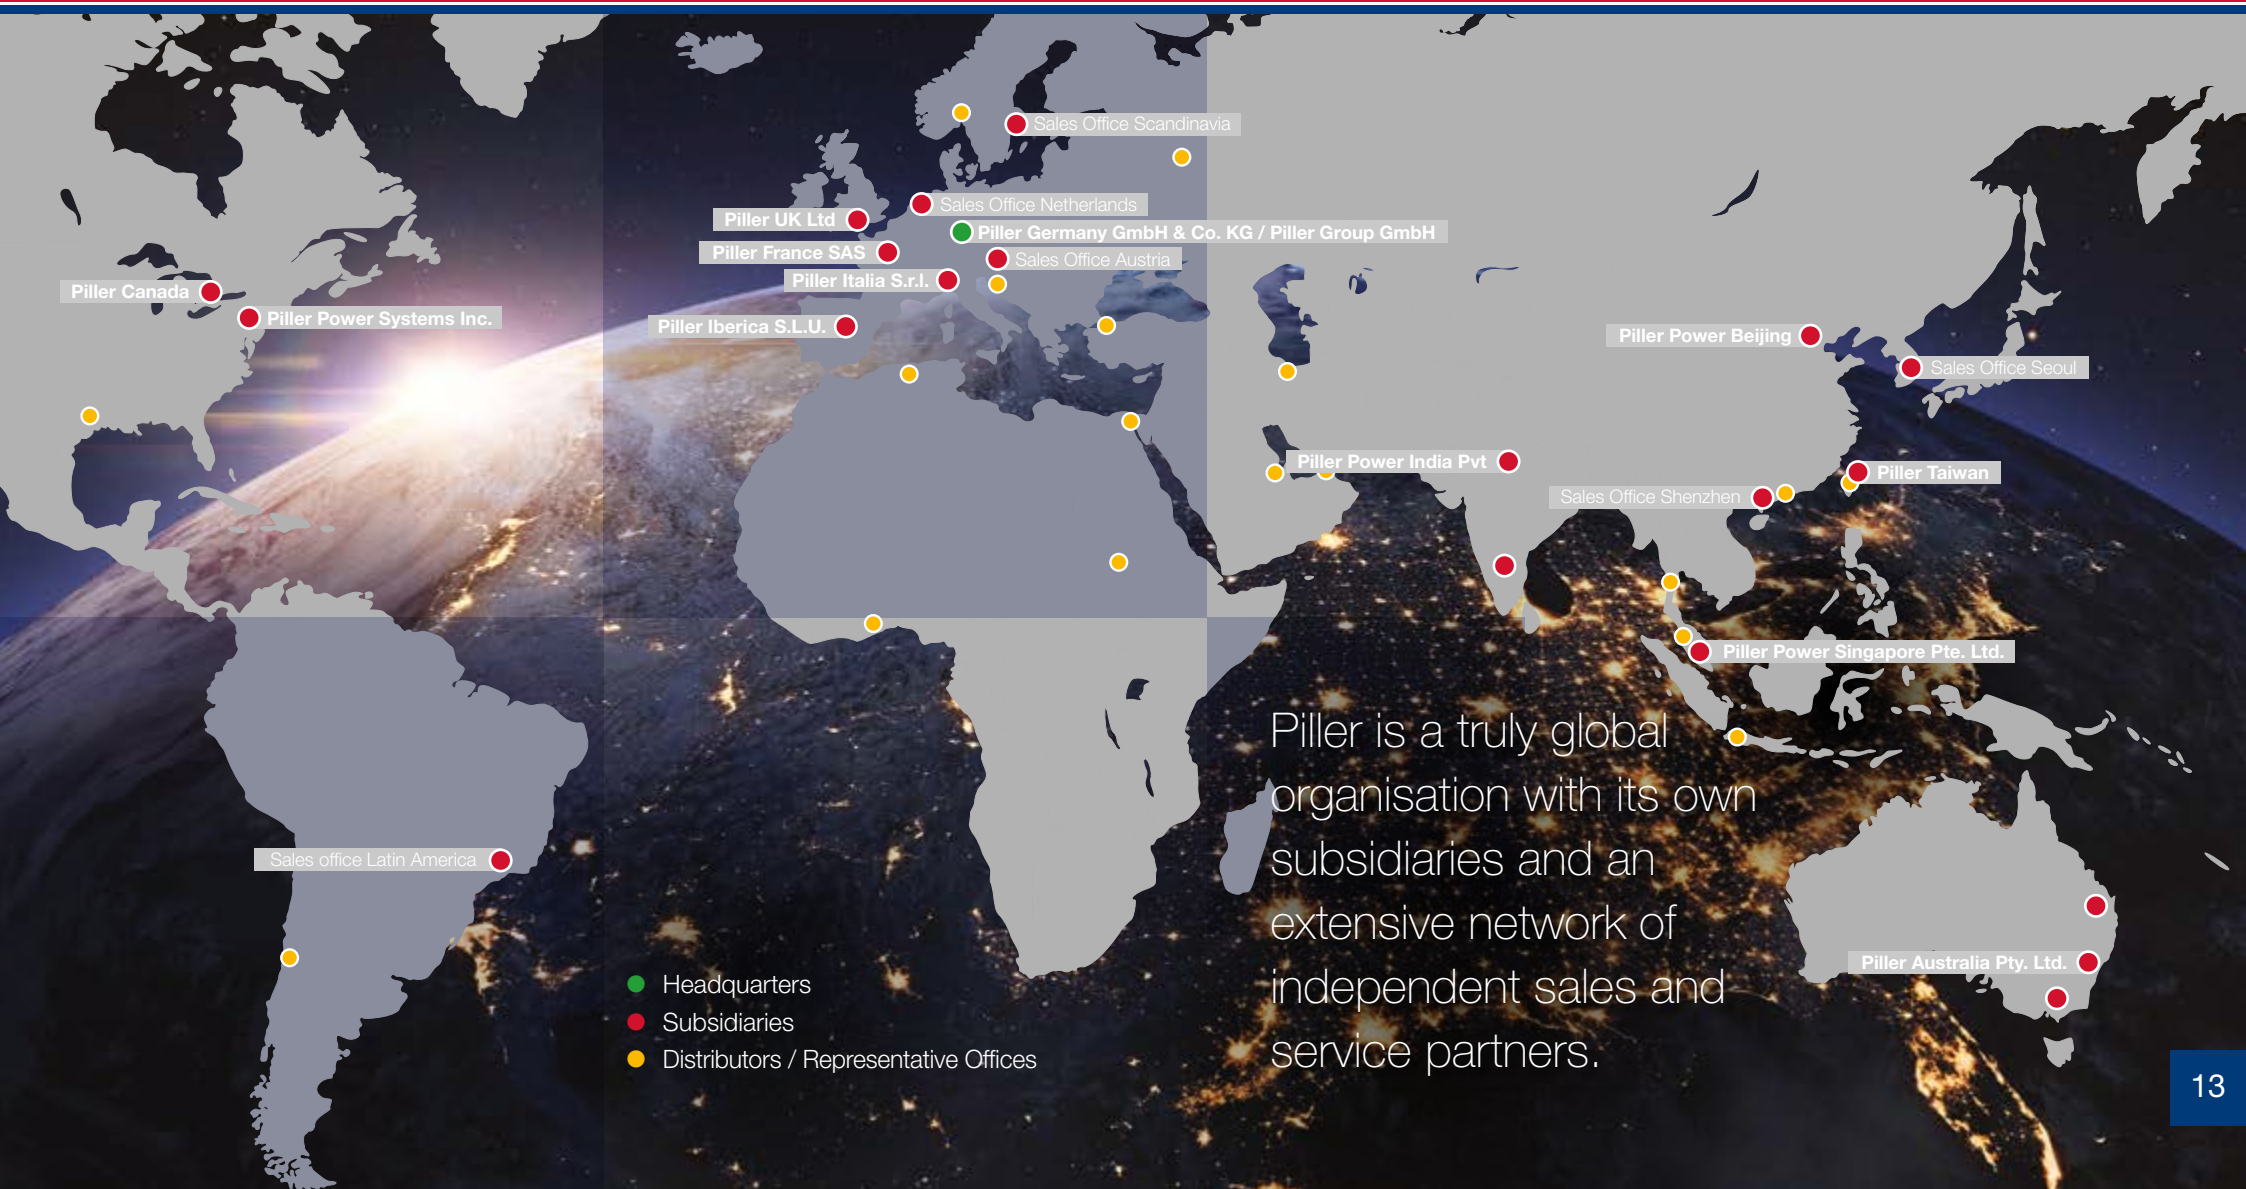 Sales Office Scandinavia
Sales Office Netherlands
Piller UK Ltd
Piller Germany GmbH & Co. KG / Piller Group GmbH
Piller France SAS
Sales Office Austria
Piller Italia S.r.l.
Piller Canada
Piller Power Systems Inc.
Piller Iberica S.L.U.
Piller Power Beijing
Sales Office Seoul
Piller Power India Pvt
Piller Taiwan
Sales Office Shenzhen
Piller Power Singapore Pte. Ltd.
Piller is a truly global
organisation with its own
subsidiaries and an
extensive network of
independent sales and
service partners.
Sales office Latin America
Piller Australia Pty. Ltd.
Headquarters
Subsidiaries
Distributors / Representative Offices
13